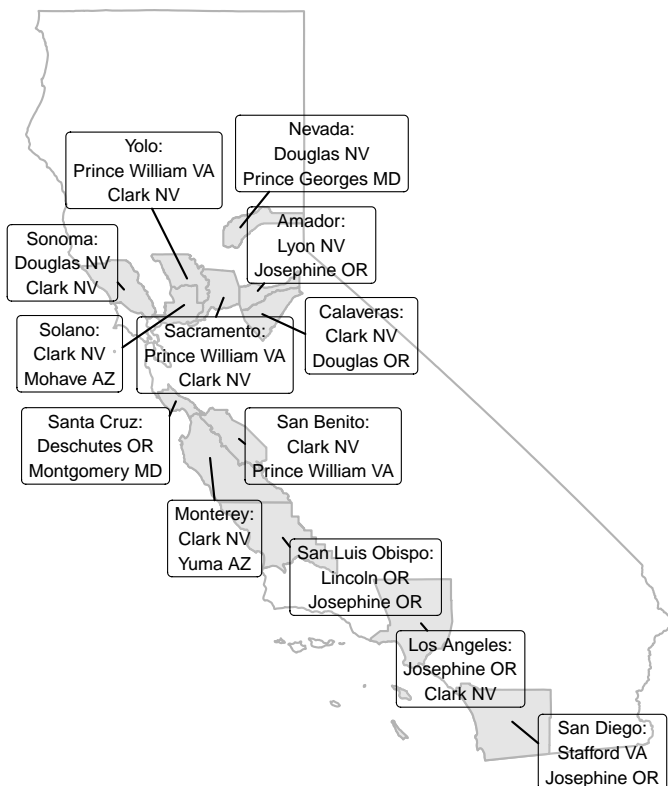 Nevada:
Douglas NV
Prince Georges MD
Yolo:
Prince William VA
Clark NV
Amador:
Lyon NV
Josephine OR
Sonoma:
Douglas NV
Clark NV
Calaveras:
Clark NV
Douglas OR
Solano:
Clark NV
Mohave AZ
Sacramento:
Prince William VA
Clark NV
Santa Cruz:
Deschutes OR
Montgomery MD
San Benito:
Clark NV
Prince William VA
Monterey:
Clark NV
Yuma AZ
San Luis Obispo:
Lincoln OR
Josephine OR
Los Angeles:
Josephine OR
Clark NV
San Diego:
Stafford VA
Josephine OR